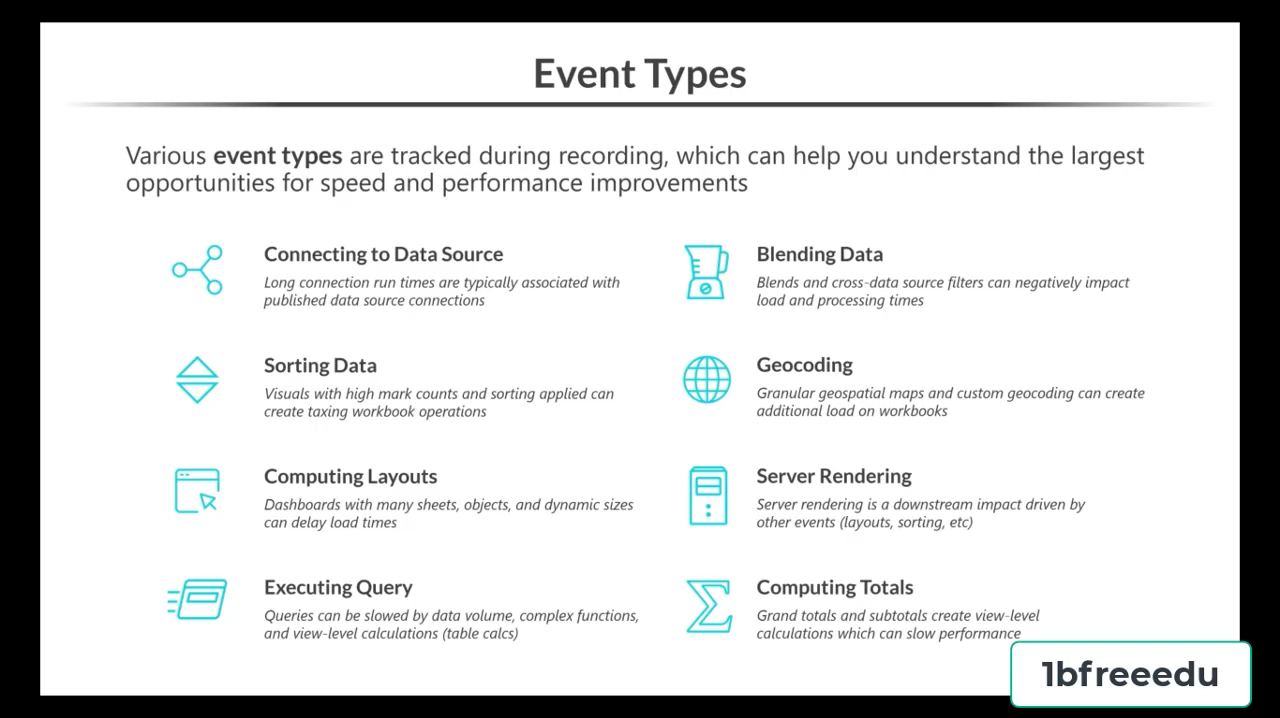 Event Types
Various event types are tracked during recording, which can help you understand the largest
opportunities for speed and performance improvements
Connecting to Data Source
Long connection run times are typically associated with
published data source connections
Blending Data
Blends and cross-data source filters can negatively impact
load and processing times
Sorting Data
Visuals with high mark counts and sorting applied can
create taxing workbook operations
Geocoding
Granular geospatial maps and custom geocoding can create
additional load on workbooks
Computing Layouts
Dashboards with many sheets, objects, and dynamic sizes
can delay load times
Server Rendering
Server rendering is a downstream impact driven by
other events (layouts, sorting, etc)
Executing Query
Queries can be slowed by data volume, complex functions,
and view-level calculations (table calcs)
Computing Totals
Grand totals and subtotals create view-level
calculations which can slow performance
1bfreeedu